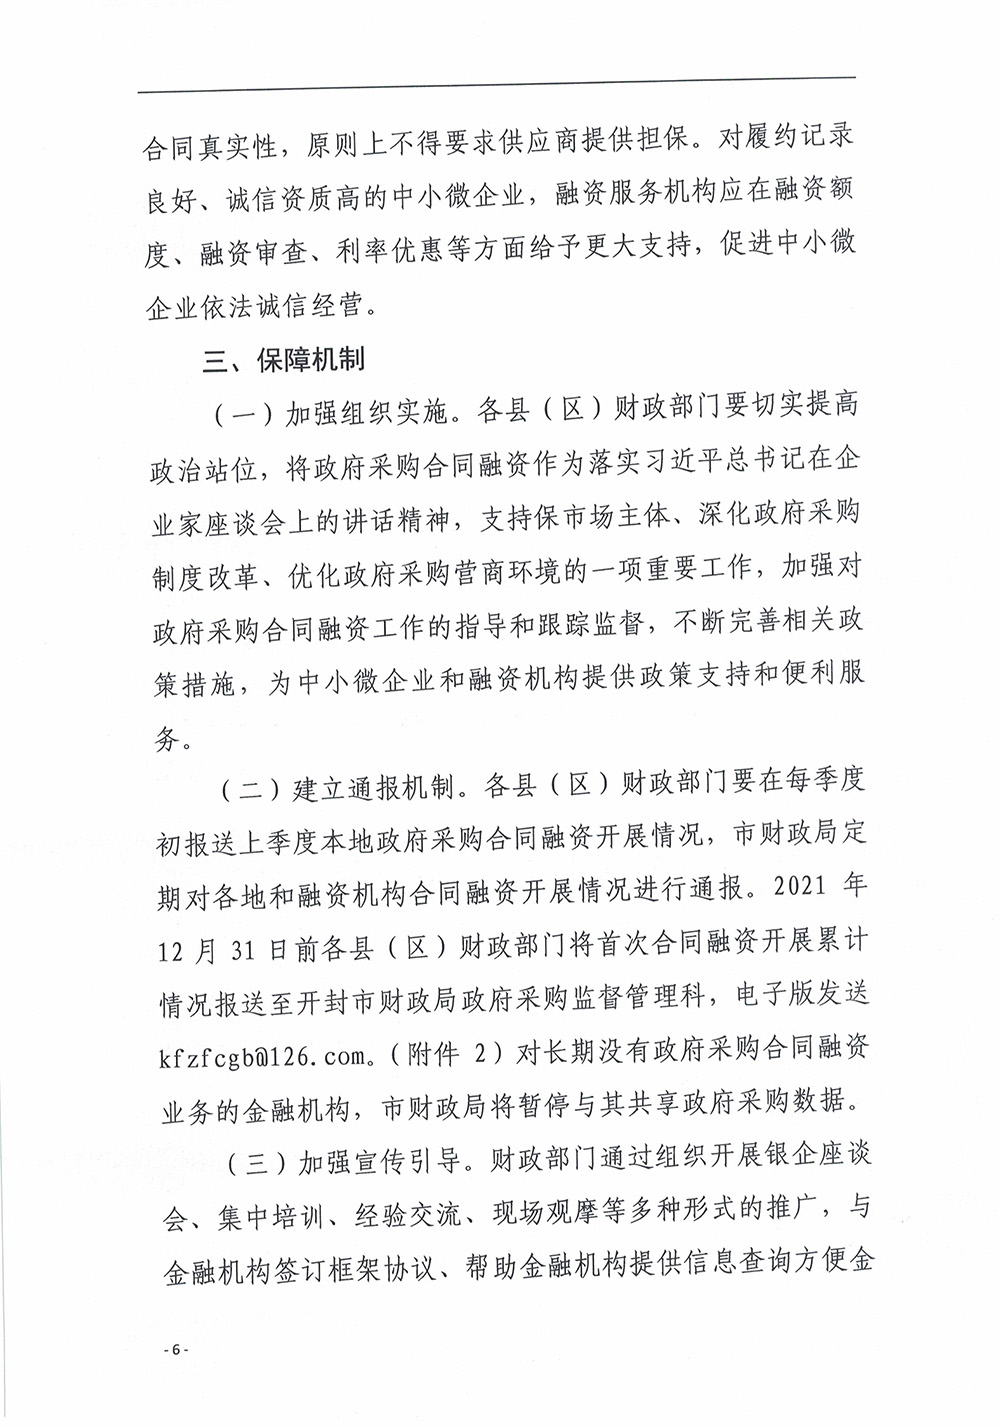 合同真实性，原则上不得要求供应商提供担保。对履约记录
良好、诚信资质高的中小微企业，融资服务机构应在融资额
度、融资审查、利率优惠等方面给予更大支持，促进中小微
企业依法诚信经营。
三、保障机制
（一）加强组织实施。各县（区）财政部门要切实提高
政治站位，将政府采购合同融资作为落实习近平总书记在企
业家座谈会上的讲话精神，支持保市场主体、深化政府采购
制度改革、优化政府采购营商环境的一项重要工作，加强对
政府采购合同融资工作的指导和跟踪监督，不断完善相关政
策措施，为中小微企业和融资机构提供政策支持和便利服
务。
（二）建立通报机制。各县（区）财政部门要在每季度
初报送上季度本地政府采购合同融资开展情况，市财政局定
期对各地和融资机构合同融资开展情况进行通报。2021 年
12 月 31 日前各县（区）财政部门将首次合同融资开展累计
情况报送至开封市财政局政府采购监督管理科，电子版发送
kfzfcgb@126.com。（附件 2）对长期没有政府采购合同融资
业务的金融机构，市财政局将暂停与其共享政府采购数据。
（三）加强宣传引导。财政部门通过组织开展银企座谈
会、集中培训、经验交流、现场观摩等多种形式的推广，与
金融机构签订框架协议、帮助金融机构提供信息查询方便金
- 6 -